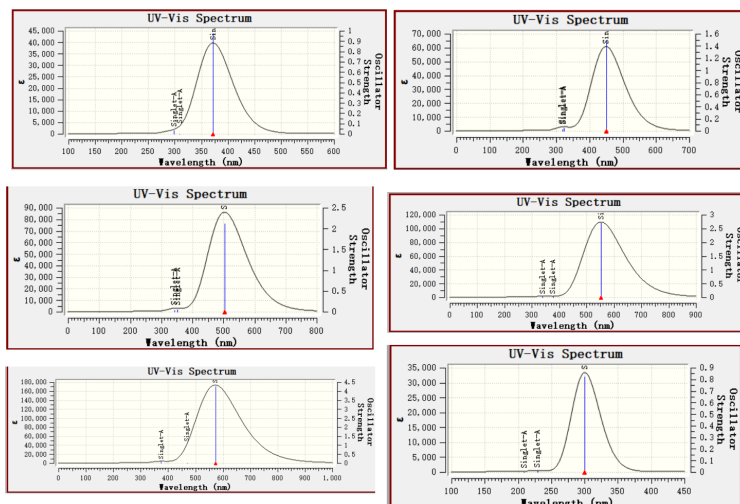 UV-Vis Spectrum
45,000
40,000
35,000
30,000
25,000
20,000
15,000
10,000
5,000
0
ε
Singlet-A
Singlet-A
Sin
1
0.9
0.8
0.7
0.6
0.5
0.4
0.3
0.2
0.1
0
Oscillator
Strength
100 150 200 250 300 350 400 450 500 550 600
Wavelength (nm)
UV-Vis Spectrum
70,000
60,000
50,000
40,000
30,000
20,000
10,000
0
ε
Singlet-A
Sin
1.6
1.4
1.2
1
0.8
0.6
0.4
0.2
0
Oscillator
Strength
0 100 200 300 400 500 600 700
Wavelength (nm)
UV-Vis Spectrum
90,000
80,000
70,000
60,000
50,000
40,000
30,000
20,000
10,000
0
ε
Singlet-A
Singlet-A
S
2.5
2
1.5
1
0.5
0
Oscillator
Strength
0 100 200 300 400 500 600 700 800
Wavelength (nm)
UV-Vis Spectrum
120,000
100,000
80,000
60,000
40,000
20,000
0
ε
Singlet-A
Singlet-A
Si
3
2.5
2
1.5
1
0.5
0
Oscillator
Strength
0 100 200 300 400 500 600 700 800 900
Wavelength (nm)
UV-Vis Spectrum
180,000
160,000
140,000
120,000
100,000
80,000
60,000
40,000
20,000
0
ε
Singlet-A
Singlet-A
S
4.5
4
3.5
3
2.5
2
1.5
1
0.5
0
Oscillator
Strength
0 100 200 300 400 500 600 700 800 900 1,000
Wavelength (nm)
UV-Vis Spectrum
35,000
30,000
25,000
20,000
15,000
10,000
5,000
0
ε
Singlet-A
Singlet-A
S
0.9
0.8
0.7
0.6
0.5
0.4
0.3
0.2
0.1
0
Oscillator
Strength
100 150 200 250 300 350 400 450
Wavelength (nm)